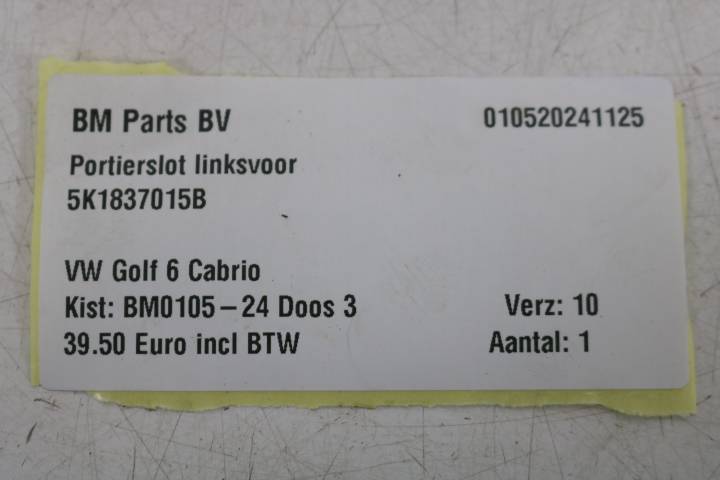 BM Parts BV 010520241125
Portierslot linksvoor
5K1837015B
VW Golf 6 Cabrio
Kist: BM0105-24 Doos 3 Verz: 10
39.50 Euro incl BTW Aantal: 1